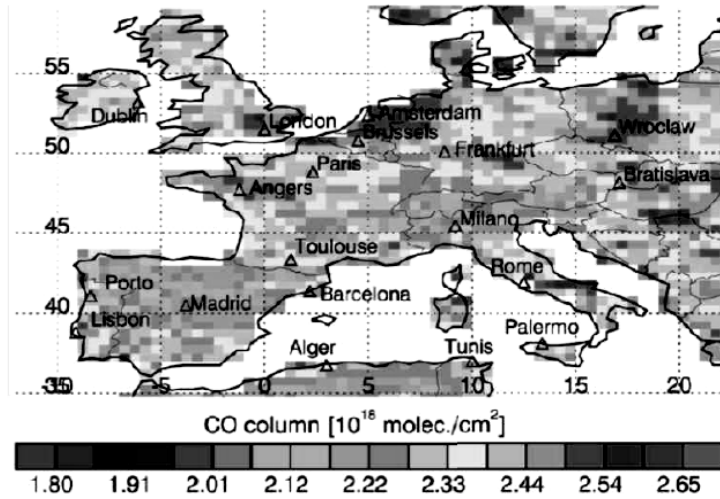 55
Dublin
London
Amsterdam
Brussels
50
Wroclaw
Frankfurt
Paris
Bratislava
Angers
45
Milano
Toulouse
Rome
Porto
Madrid
Barcelona
40
Lisbon
Palermo
Alger
Tunis
35
-5
0
5
10
15
20
CO column [10¹⁸ molec./cm²]
1.80 1.91 2.01 2.12 2.22 2.33 2.44 2.54 2.65